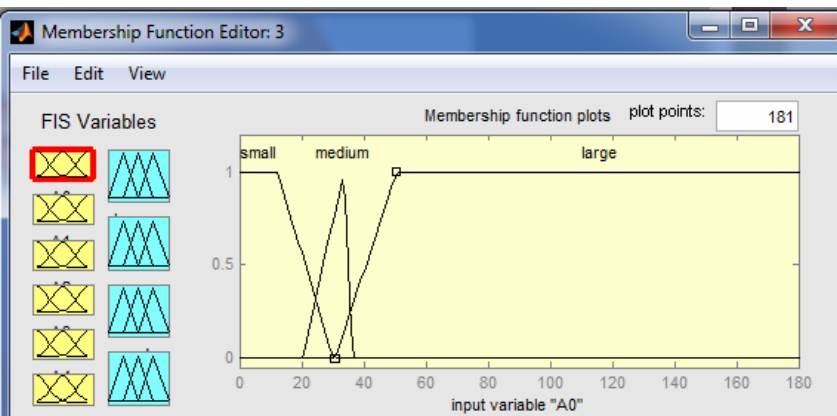 Membership Function Editor: 3
File Edit View
FIS Variables
Membership function plots plot points: 181
small medium large
1
0.5
0
0 20 40 60 80 100 120 140 160 180
input variable "A0"